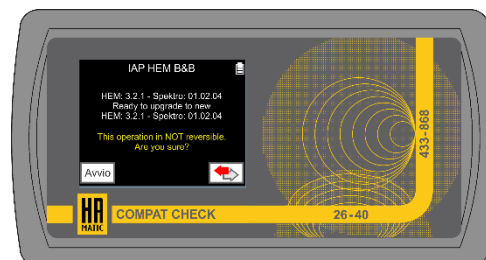 IAP HEM B&B
HEM: 3.2.1 - Spektro: 01.02.04
Ready to upgrade to new
HEM: 3.2.1 - Spektro: 01.02.04
This operation in NOT reversible.
Are you sure?
Avvio
433-868
HA
MATIC
COMPAT CHECK
26-40